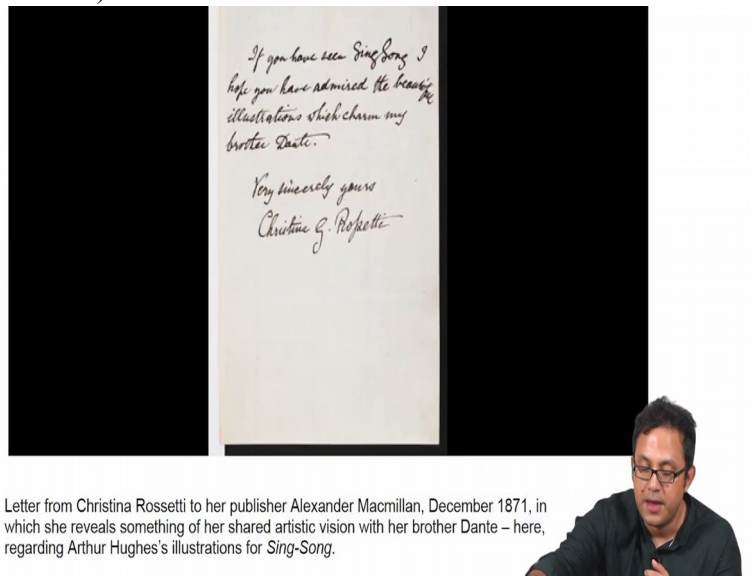 If you have seen Sing Song I
hope you have admired the beautiful
illustrations which charm my
brother Dante.
Very sincerely yours
Christina G. Rossetti
Letter from Christina Rossetti to her publisher Alexander Macmillan, December 1871, in
which she reveals something of her shared artistic vision with her brother Dante – here,
regarding Arthur Hughes's illustrations for Sing-Song.